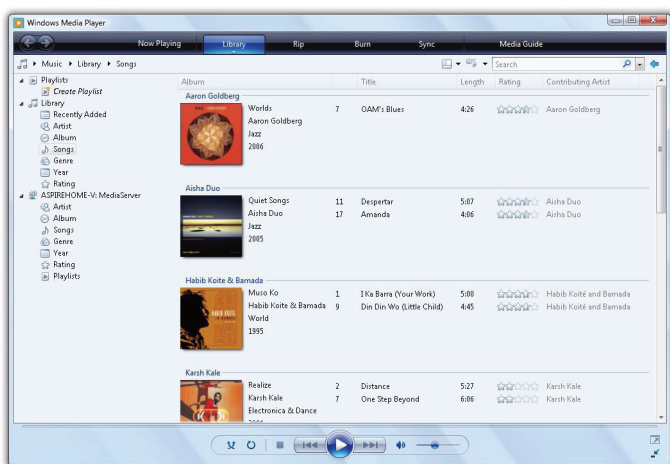 Windows Media Player
Now Playing Library Rip Burn Sync Media Guide
Music Library Songs Search
Playlists
Create Playlist
Library
Recently Added
Artist
Album
Songs
Genre
Year
Rating
ASPIREHOME-V: MediaServer
Artist
Album
Songs
Genre
Year
Rating
Playlists
Album Title Length Rating Contributing Artist
Aaron Goldberg
Worlds 7 OAM's Blues 4:26 Aaron Goldberg
Aaron Goldberg
Jazz
2006
Aisha Duo
Quiet Songs 11 Despertar 5:07 Aisha Duo
Aisha Duo 17 Amanda 4:06 Aisha Duo
Jazz
2005
Habib Koite & Bamada
Muso Ko 1 I Ka Barra (Your Work) 5:00 Habib Koité and Bamada
Habib Koite & Bamada 9 Din Din Wo (Little Child) 4:45 Habib Koité and Bamada
World
1995
Karsh Kale
Realize 2 Distance 5:27 Karsh Kale
Karsh Kale 7 One Step Beyond 6:06 Karsh Kale
Electronica & Dance